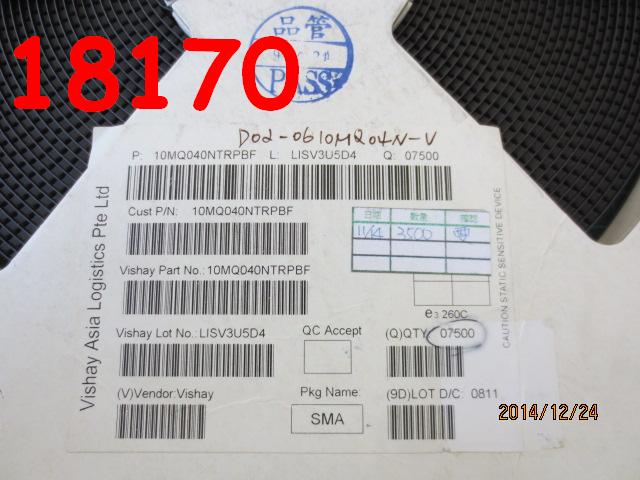 18170
品管
PASS
D02-0610MQ04N-V
P: 10MQ040NTRPBF L: LISV3U5D4 Q: 07500
Cust P/N: 10MQ040NTRPBF
日期 數量
11/14 3500
Vishay Part No.:10MQ040NTRPBF
e3 260C
Vishay Lot No.:LISV3U5D4
QC Accept
(Q)QTY 07500
(V)Vendor:Vishay
Pkg Name:
SMA
(9D)LOT D/C: 0811
Vishay Asia Logistics Pte Ltd
CAUTION STATIC SENSITIVE DEVICE
2014/12/24